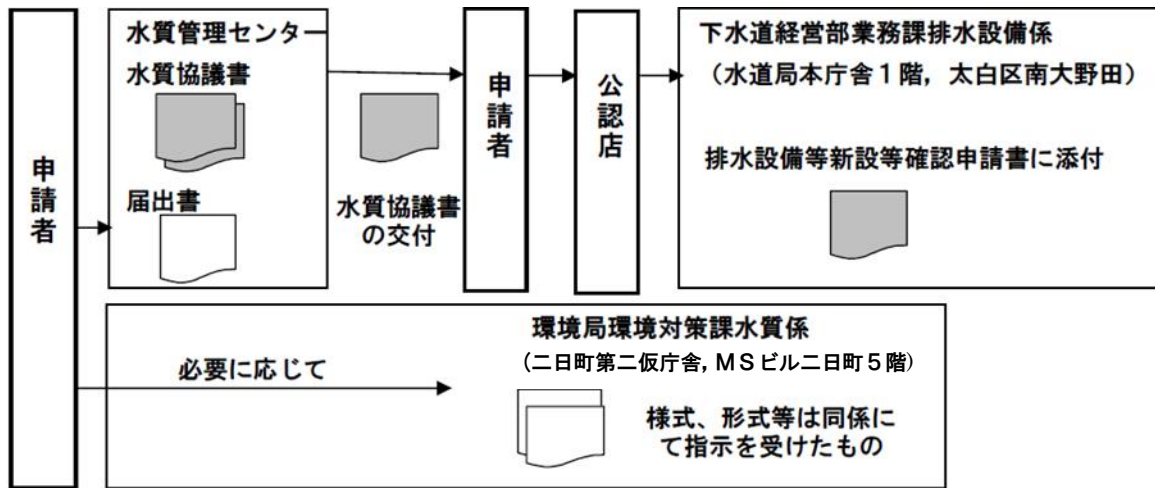 申請者
水質管理センター
水質協議書
届出書
水質協議書
の交付
申請者
公認店
下水道経営部業務課排水設備係
（水道局本庁舎１階，太白区南大野田）
排水設備等新設等確認申請書に添付
必要に応じて
環境局環境対策課水質係
(二日町第二仮庁舎，ＭＳビル二日町５階)
様式、形式等は同係に
て指示を受けたもの